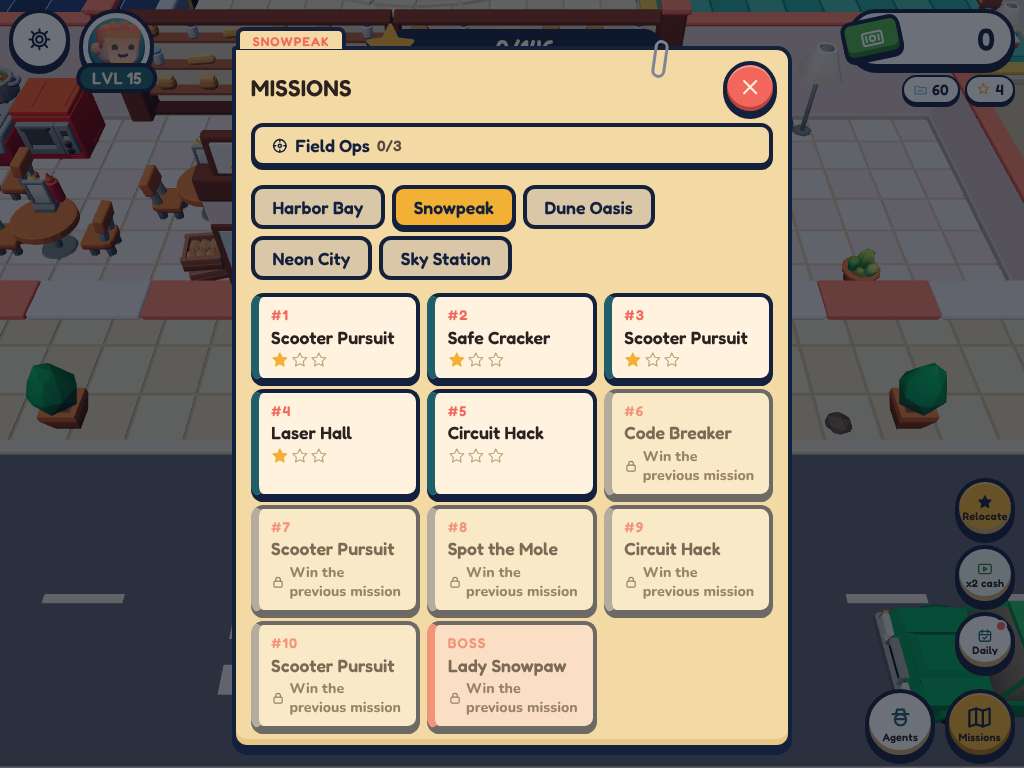 SNOWPEAK
LVL 15
0
60
4
MISSIONS
Field Ops 0/3
Harbor Bay
Snowpeak
Dune Oasis
Neon City
Sky Station
#1
Scooter Pursuit
#2
Safe Cracker
#3
Scooter Pursuit
#4
Laser Hall
#5
Circuit Hack
#6
Code Breaker
Win the
previous mission
#7
Scooter Pursuit
Win the
previous mission
#8
Spot the Mole
Win the
previous mission
#9
Circuit Hack
Win the
previous mission
#10
Scooter Pursuit
Win the
previous mission
BOSS
Lady Snowpaw
Win the
previous mission
Relocate
x2 cash
Daily
Agents
Missions